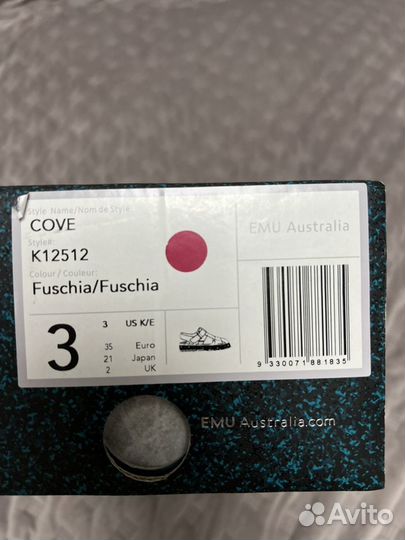 Style Name/Nom de Style:
COVE
Style#:
K12512
Colour / Couleur:
Fuschia/Fuschia
EMU Australia
3
3 US K/E
35 Euro
21 Japan
2 UK
9 330071 881835
EMU Australia.com
Avito